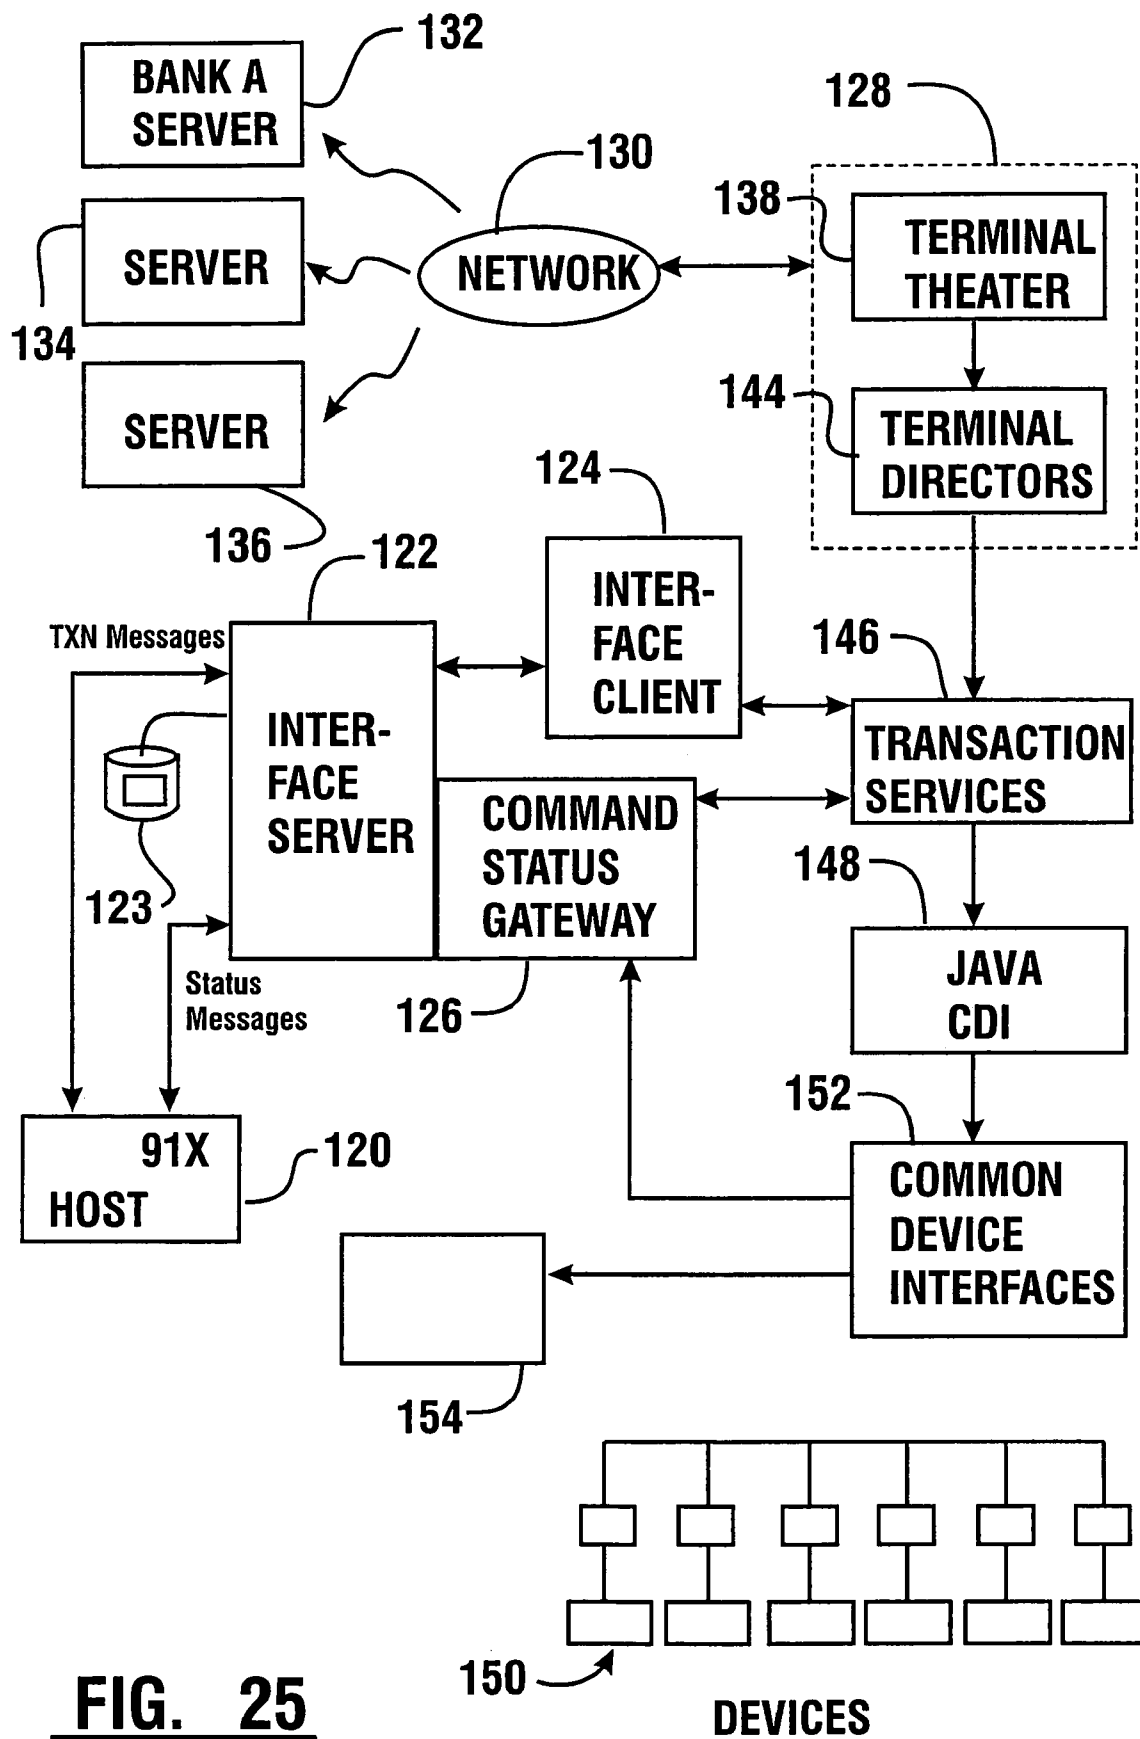 132
BANK A
SERVER
128
130
138
TERMINAL
THEATER
SERVER
NETWORK
134
144
TERMINAL
DIRECTORS
SERVER
124
136
122
INTER-
FACE
CLIENT
TXN Messages
146
INTER-
FACE
SERVER
TRANSACTION
SERVICES
COMMAND
STATUS
GATEWAY
148
123
JAVA
CDI
Status
Messages
126
152
91X
HOST
120
COMMON
DEVICE
INTERFACES
154
150
DEVICES
FIG. 25